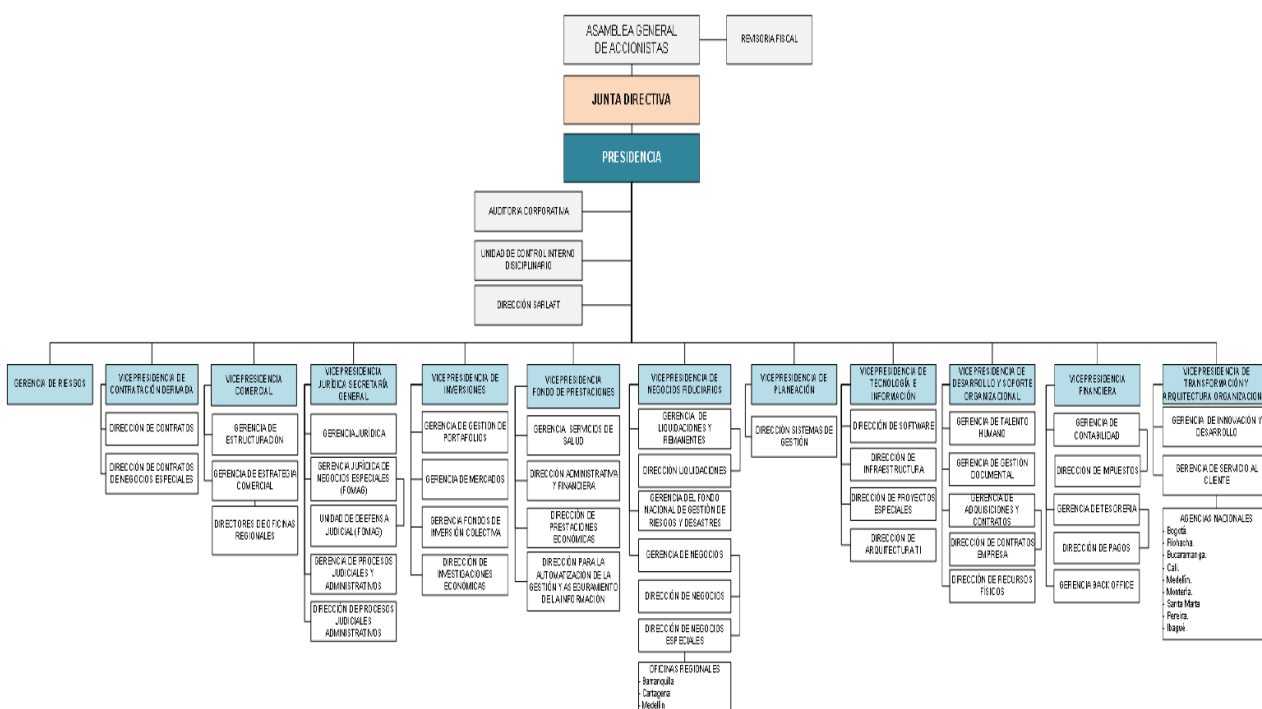 ASAMBLEA GENERAL
DE ACCIONISTAS
REVISORIA FISCAL
JUNTA DIRECTIVA
PRESIDENCIA
AUDITORIA CORPORATIVA
UNIDAD DE CONTROL INTERNO
DISICIPLINARIO
DIRECCIÓN SARLAFT
GERENCIA DE RIESGOS
VICEPRESIDENCIA DE
CONTRATACIÓN DERIVADA
DIRECCIÓN DE CONTRATOS
DIRECCIÓN DE CONTRATOS
DE NEGOCIOS ESPECIALES
VICEPRESIDENCIA
COMERCIAL
GERENCIA DE
ESTRUCTURACIÓN
GERENCIA DE ESTRATEGIA
COMERCIAL
DIRECTORES DE OFICINAS
REGIONALES
VICEPRESIDENCIA
JURÍDICA SECRETARÍA
GENERAL
GERENCIA JURÍDICA
GERENCIA JURÍDICA DE
NEGOCIOS ESPECIALES
(FOMAG)
UNIDAD DE DEEFENSA
JUDICIAL (FOMAG)
GERENCIA DE PROCESOS
JUDICIALES Y
ADMINISTRATIVOS
DIRECCIÓN DE PROCESOS
JUDICIALES
ADMINISTRATIVOS
VICEPRESIDENCIA DE
INVERSIONES
GERENCIA DE GESTION DE
PORTAFOLIOS
GERENCIA DE MERCADOS
GERENCIA FONDOS DE
INVERSIÓN COLECTIVA
DIRECCIÓN DE
INVESTIGACIONES
ECONÓMICAS
VICEPRESIDENCIA
FONDO DE PRESTACIONES
GERENCIA SERVICIOS DE
SALUD
DIRECCIÓN ADMINISTRATIVA
Y FINANCIERA
DIRECCIÓN DE
PRESTACIONES
ECONÓMICAS
DIRECCIÓN PARA LA
AUTOMATIZACIÓN DE LA
GESTIÓN Y ASEGURAMIENTO
DE LA INFORMACIÓN
VICEPRESIDENCIA DE
NEGOCIOS FIDUCIARIOS
GERENCIA DE
LIQUIDACIONES Y
REMANENTES
DIRECCIÓN LIQUIDACIONES
GERENCIA DEL FONDO
NACIONAL DE GESTIÓN DE
RIESGOS Y DESASTRES
GERENCIA DE NEGOCIOS
DIRECCIÓN DE NEGOCIOS
DIRECCIÓN DE NEGOCIOS
ESPECIALES
OFICINAS REGIONALES
- Barranquilla
- Cartagena
- Medellín
VICEPRESIDENCIA DE
PLANEACIÓN
DIRECCIÓN SISTEMAS DE
GESTIÓN
VICEPRESIDENCIA DE
TECNOLOGÍA E
INFORMACIÓN
DIRECCIÓN DE SOFTWARE
DIRECCIÓN DE
INFRAESTRUCTURA
DIRECCIÓN DE PROYECTOS
ESPECIALES
DIRECCIÓN DE
ARQUITECTURA TI
VICEPRESIDENCIA DE
DESARROLLO Y SOPORTE
ORGANIZACIONAL
GERENCIA DE TALENTO
HUMANO
GERENCIA DE GESTIÓN
DOCUMENTAL
GERENCIA DE
ADQUISICIONES Y
CONTRATOS
DIRECCIÓN DE CONTRATOS
EMPRESA
DIRECCIÓN DE RECURSOS
FÍSICOS
VICEPRESIDENCIA
FINANCIERA
GERENCIA DE
CONTABILIDAD
DIRECCIÓN DE IMPUESTOS
GERENCIA DE TESORERIA
DIRECCIÓN DE PAGOS
GERENCIA BACK OFFICE
VICEPRESIDENCIA DE
TRANSFORMACIÓN Y
ARQUITECTURA ORGANIZACION
GERENCIA DE INNOVACIÓN Y
DESARROLLO
GERENCIA DE SERVICIO AL
CLIENTE
AGENCIAS NACIONALES
- Bogotá.
- Riohacha.
- Bucaramanga.
- Cali.
- Medellín.
- Montería.
- Santa Marta
- Pereira.
- Ibagué.